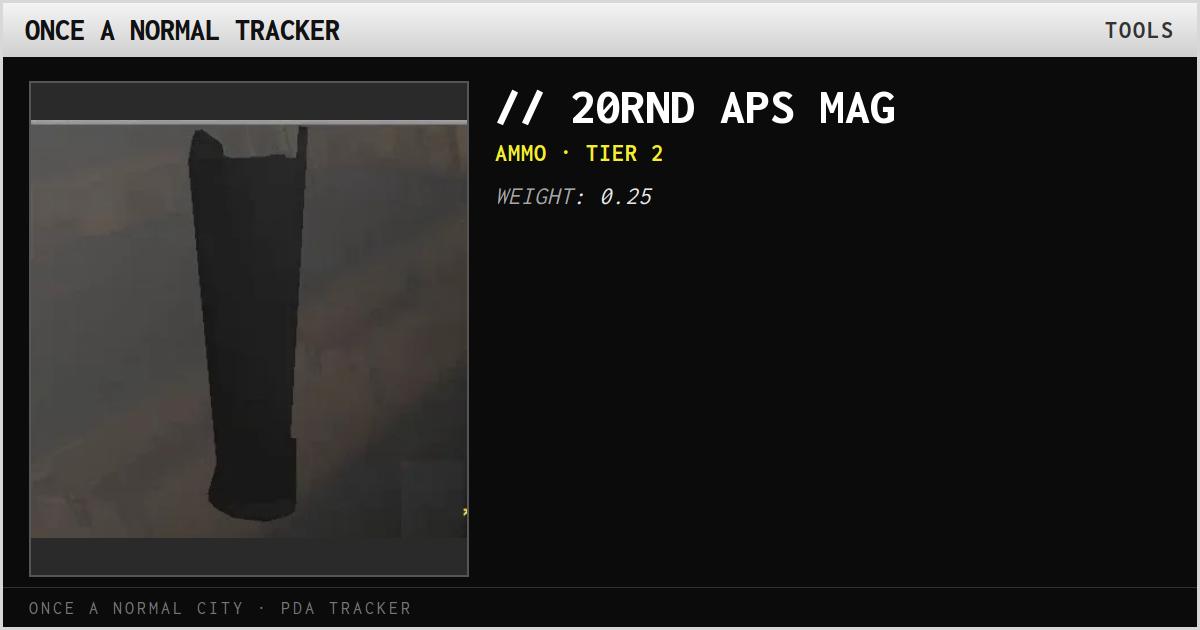 ONCE A NORMAL TRACKER
TOOLS
// 20RND APS MAG
AMMO · TIER 2
WEIGHT: 0.25
ONCE A NORMAL CITY · PDA TRACKER